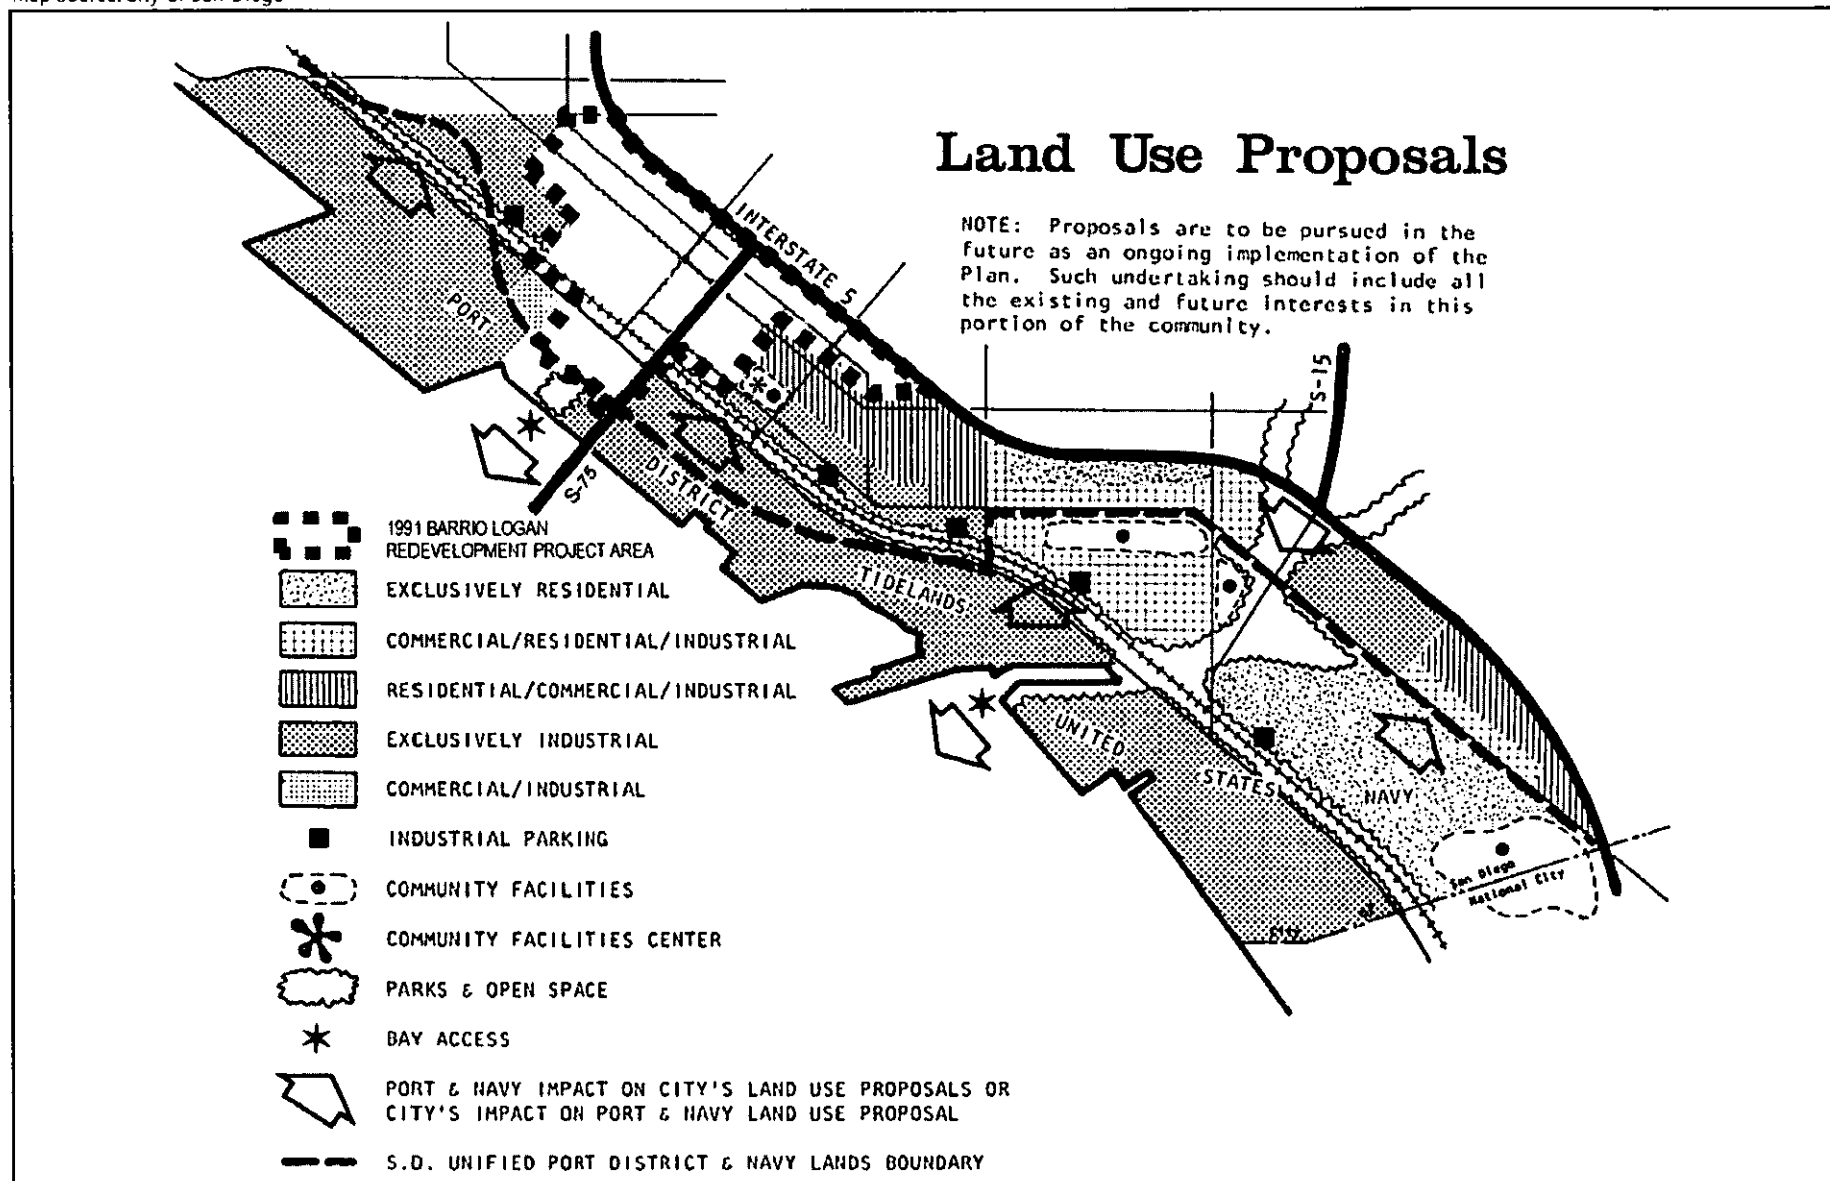 Land Use Proposals
NOTE: Proposals are to be pursued in the
future as an ongoing implementation of the
Plan. Such undertaking should include all
the existing and future interests in this
portion of the community.
INTERSTATE 5
S-15
PORT
S-75
DISTRICT
TIDELANDS
UNITED
STATES
NAVY
San Diego
National City
1991 BARRIO LOGAN
REDEVELOPMENT PROJECT AREA
EXCLUSIVELY RESIDENTIAL
COMMERCIAL/RESIDENTIAL/INDUSTRIAL
RESIDENTIAL/COMMERCIAL/INDUSTRIAL
EXCLUSIVELY INDUSTRIAL
COMMERCIAL/INDUSTRIAL
INDUSTRIAL PARKING
COMMUNITY FACILITIES
COMMUNITY FACILITIES CENTER
PARKS & OPEN SPACE
BAY ACCESS
PORT & NAVY IMPACT ON CITY'S LAND USE PROPOSALS OR
CITY'S IMPACT ON PORT & NAVY LAND USE PROPOSAL
S.D. UNIFIED PORT DISTRICT & NAVY LANDS BOUNDARY